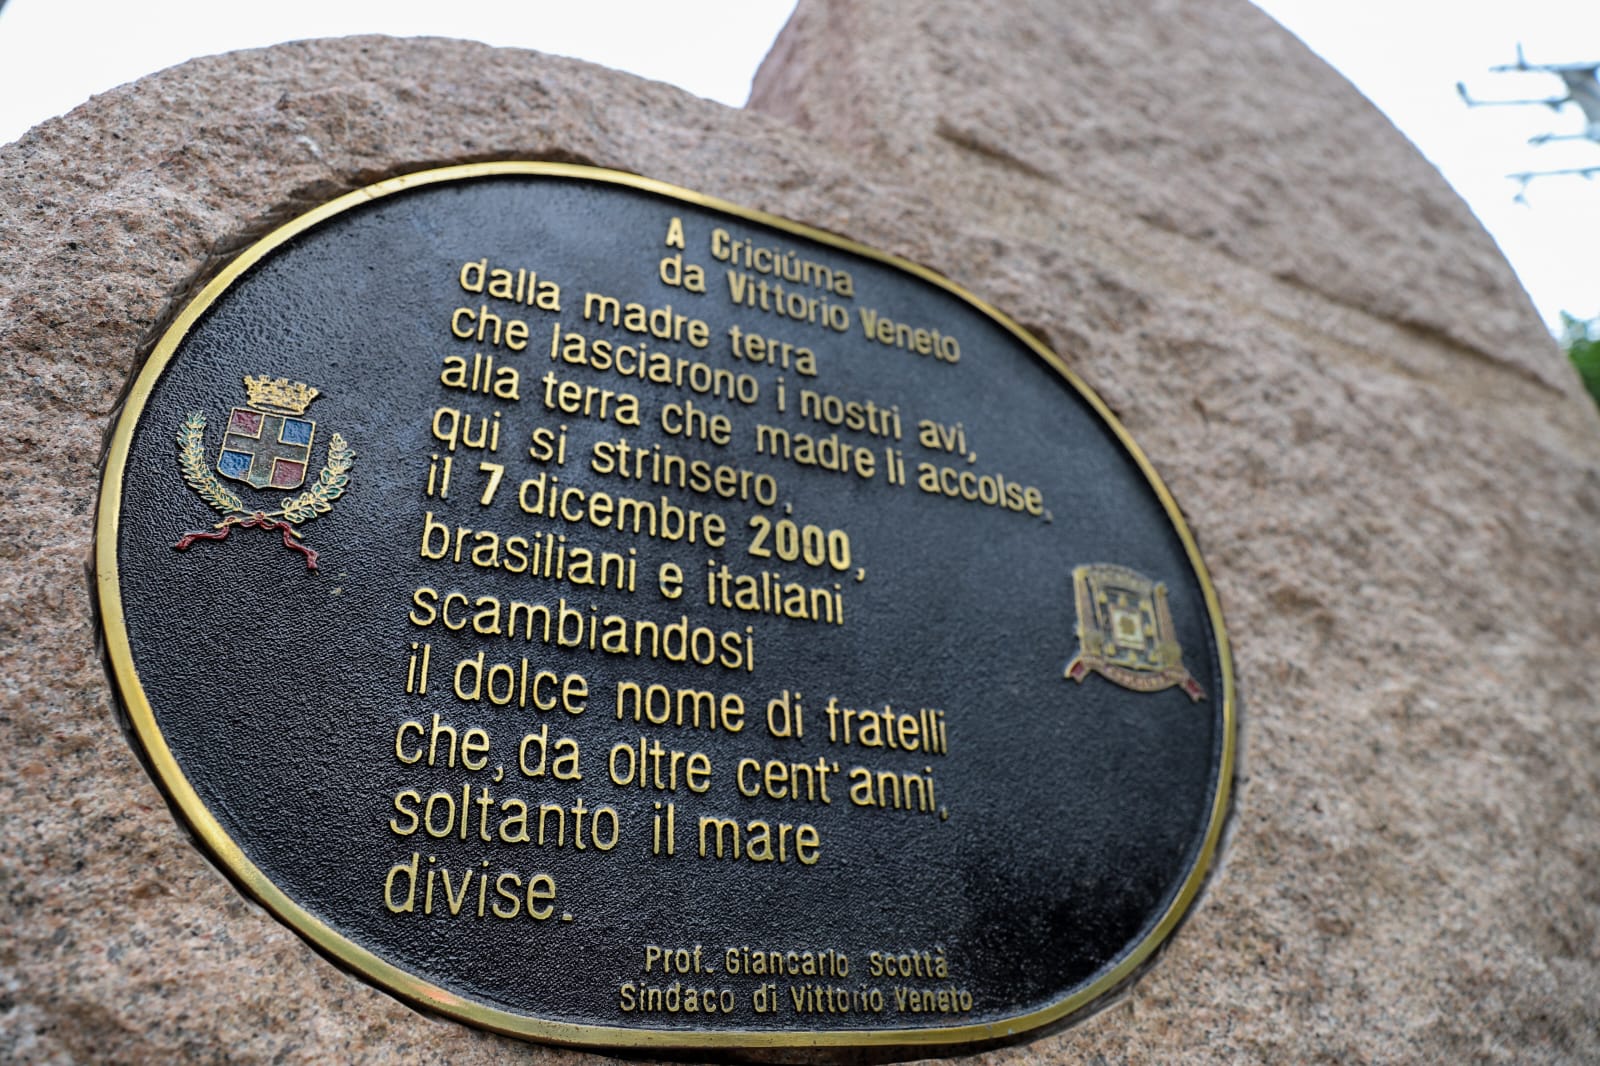 A Criciúma
da Vittorio Veneto
dalla madre terra
che lasciarono i nostri avi,
alla terra che madre li accolse.
qui si strinsero,
il 7 dicembre 2000,
brasiliani e italiani
scambiandosi
il dolce nome di fratelli
che, da oltre cent'anni,
soltanto il mare
divise.
Prof. Giancarlo Scottà
Sindaco di Vittorio Veneto